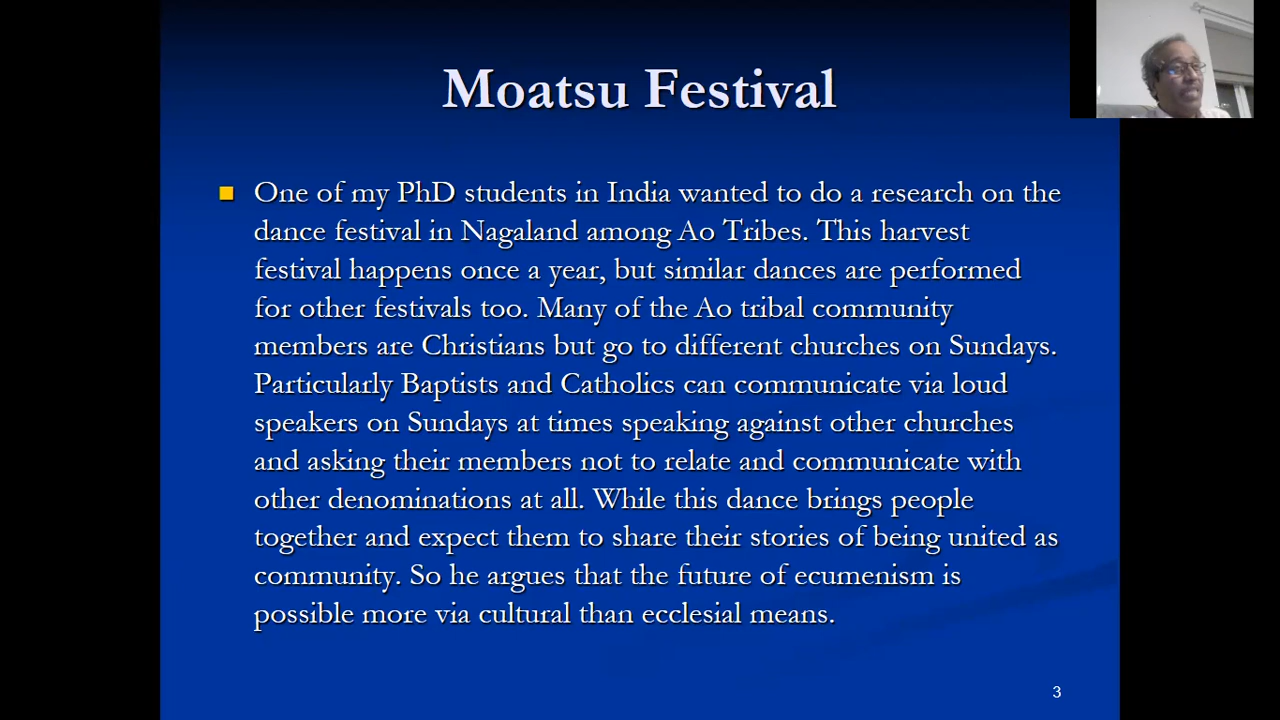 Moatsu Festival
One of my PhD students in India wanted to do a research on the
dance festival in Nagaland among Ao Tribes. This harvest
festival happens once a year, but similar dances are performed
for other festivals too. Many of the Ao tribal community
members are Christians but go to different churches on Sundays.
Particularly Baptists and Catholics can communicate via loud
speakers on Sundays at times speaking against other churches
and asking their members not to relate and communicate with
other denominations at all. While this dance brings people
together and expect them to share their stories of being united as
community. So he argues that the future of ecumenism is
possible more via cultural than ecclesial means.
3